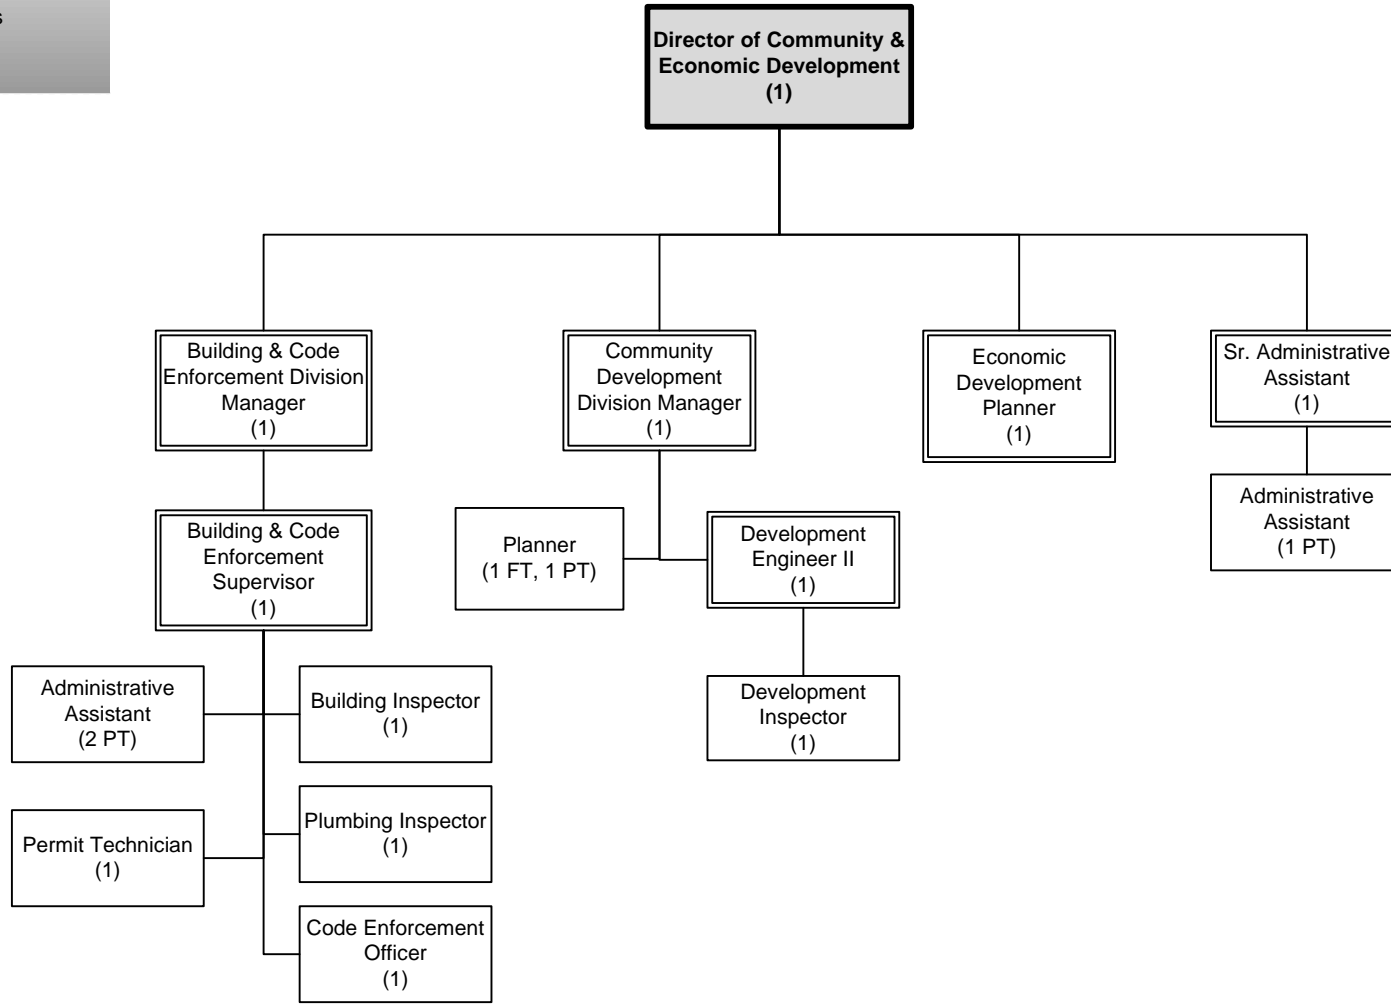 Director of Community &
Economic Development
(1)
Building & Code
Enforcement Division
Manager
(1)
Community
Development
Division Manager
(1)
Economic
Development
Planner
(1)
Sr. Administrative
Assistant
(1)
Administrative
Assistant
(1 PT)
Building & Code
Enforcement
Supervisor
(1)
Planner
(1 FT, 1 PT)
Development
Engineer II
(1)
Development
Inspector
(1)
Administrative
Assistant
(2 PT)
Building Inspector
(1)
Permit Technician
(1)
Plumbing Inspector
(1)
Code Enforcement
Officer
(1)